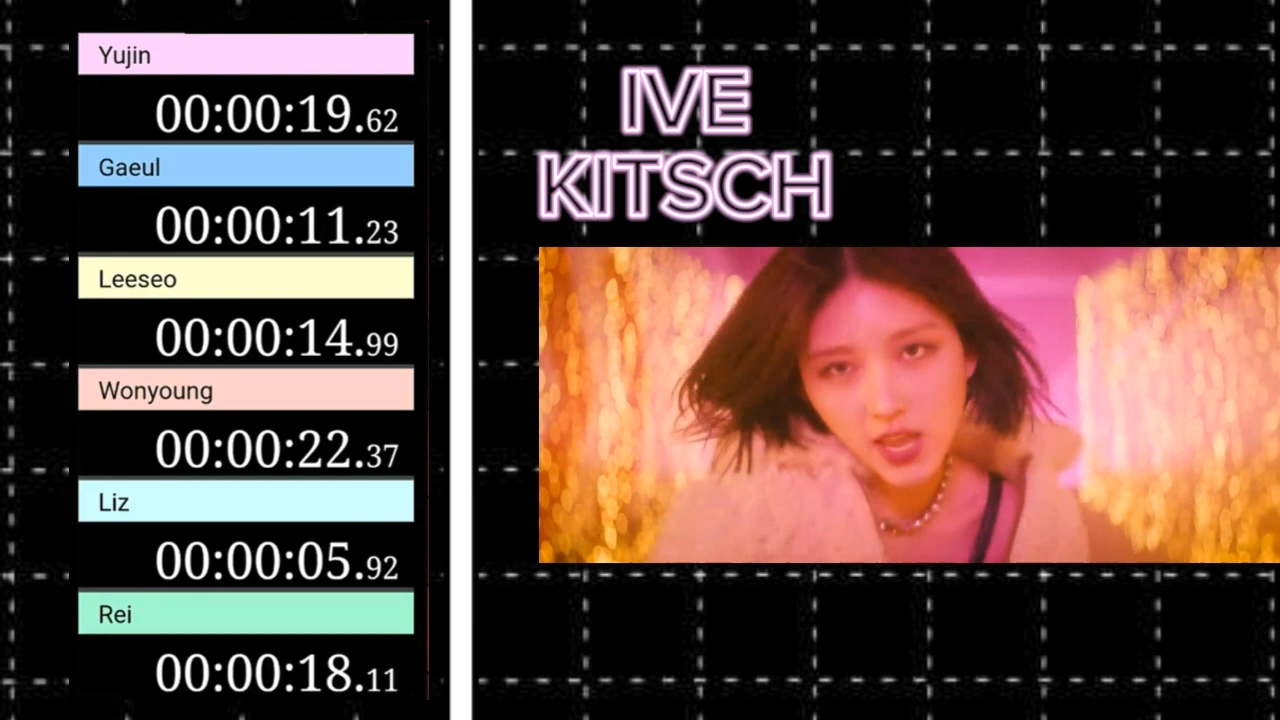 Yujin
00:00:19.62
Gaeul
00:00:11.23
Leeseo
00:00:14.99
Wonyoung
00:00:22.37
Liz
00:00:05.92
Rei
00:00:18.11
IVE
KITSCH